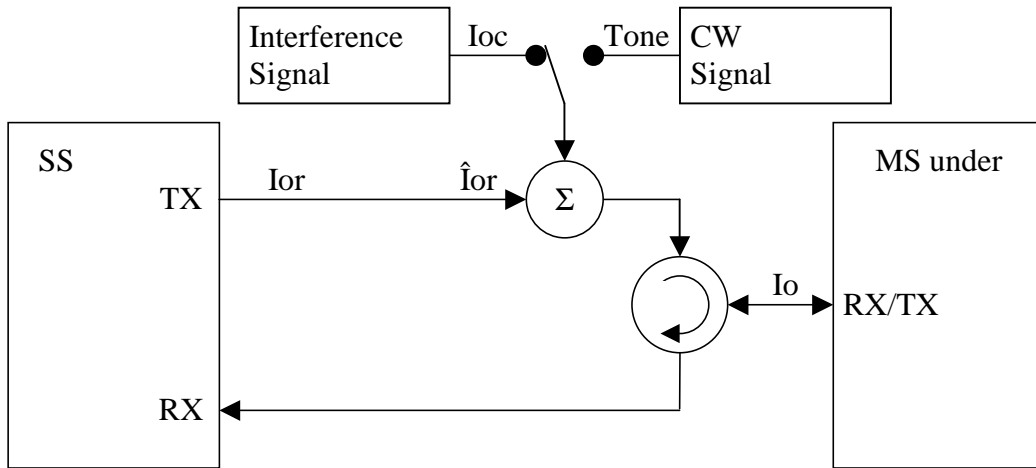 Interference
Signal
Ioc
Tone
CW
Signal
SS
MS under
TX
Ior
Îor
Σ
Io
RX/TX
RX